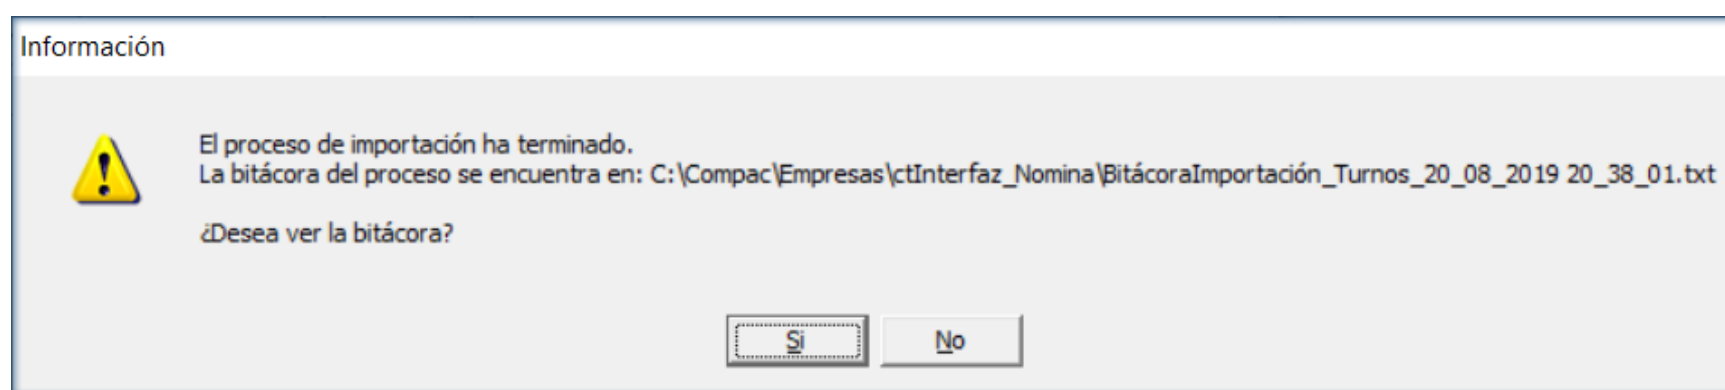 Información
El proceso de importación ha terminado.
La bitácora del proceso se encuentra en: C:\Compac\Empresas\ctInterfaz_Nomina\BitácoraImportación_Turnos_20_08_2019 20_38_01.txt
¿Desea ver la bitácora?
Si No